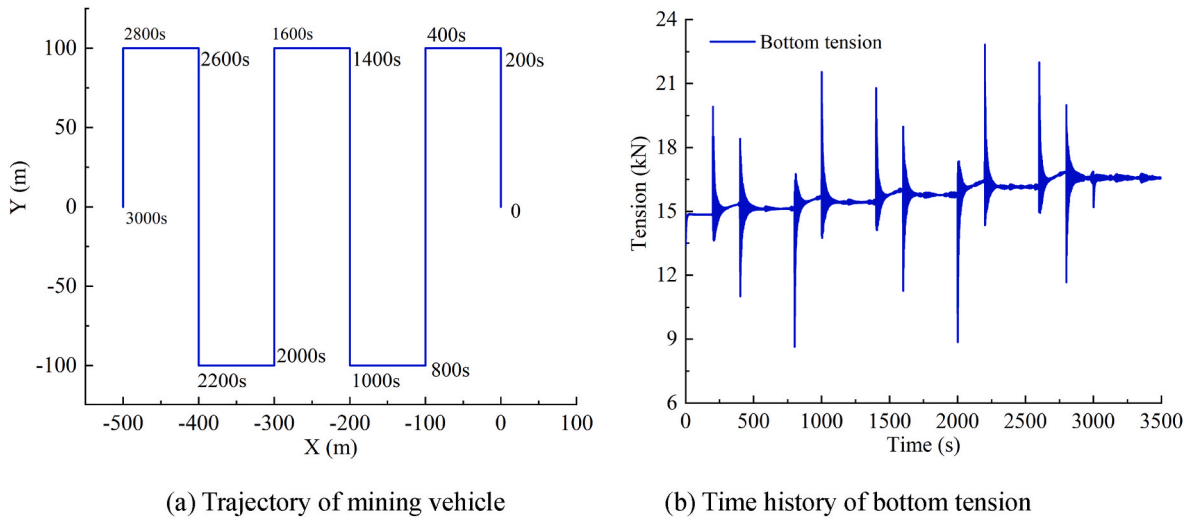 2800s
1600s
400s
100
2600s
1400s
200s
50
0
3000s
0
-50
-100
2200s
2000s
1000s
800s
-500
-400
-300
-200
-100
0
100
X (m)
Y (m)
24
Bottom tension
21
18
15
12
9
6
0
500
1000
1500
2000
2500
3000
3500
Time (s)
Tension (kN)
(a) Trajectory of mining vehicle
(b) Time history of bottom tension